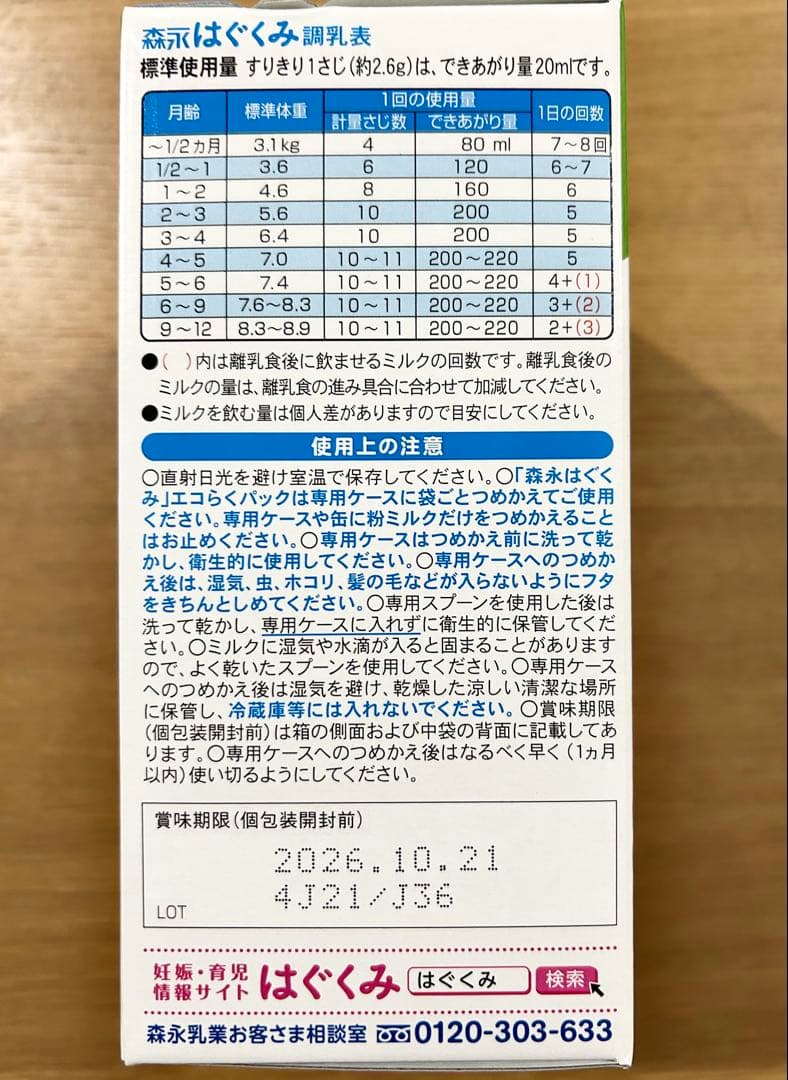 森永はぐくみ 調乳表
標準使用量 すりきり1さじ(約2.6g)は、できあがり量20mlです。
月齢 標準体重 1回の使用量 1日の回数
計量さじ数 できあがり量
～1/2カ月 3.1kg 4 80 ml 7～8回
1/2～1 3.6 6 120 6～7
1～2 4.6 8 160 6
2～3 5.6 10 200 5
3～4 6.4 10 200 5
4～5 7.0 10～11 200～220 5
5～6 7.4 10～11 200～220 4+(1)
6～9 7.6～8.3 10～11 200～220 3+(2)
9～12 8.3～8.9 10～11 200～220 2+(3)
●( )内は離乳食後に飲ませるミルクの回数です。離乳食後の
ミルクの量は、離乳食の進み具合に合わせて加減してください。
●ミルクを飲む量は個人差がありますので目安にしてください。
使用上の注意
○直射日光を避け室温で保存してください。○「森永はぐく
み」エコらくパックは専用ケースに袋ごとつめかえてご使用
ください。専用ケースや缶に粉ミルクだけをつめかえること
はお止めください。○専用ケースはつめかえ前に洗って乾
かし、衛生的に使用してください。○専用ケースへのつめか
え後は、湿気、虫、ホコリ、髪の毛などが入らないようにフタ
をきちんとしめてください。○専用スプーンを使用した後は
洗って乾かし、専用ケースに入れずに衛生的に保管してくだ
さい。○ミルクに湿気や水滴が入ると固まることがあります
ので、よく乾いたスプーンを使用してください。○専用ケース
へのつめかえ後は湿気を避け、乾燥した涼しい清潔な場所
に保管し、冷蔵庫等には入れないでください。○賞味期限
(個包装開封前)は箱の側面および中袋の背面に記載してあ
ります。○専用ケースへのつめかえ後はなるべく早く(1ヵ月
以内)使い切るようにしてください。
賞味期限(個包装開封前)
2026.10.21
4J21/J36
LOT
妊娠・育児
情報サイト はぐくみ はぐくみ 検索
森永乳業お客さま相談室 0120-303-633